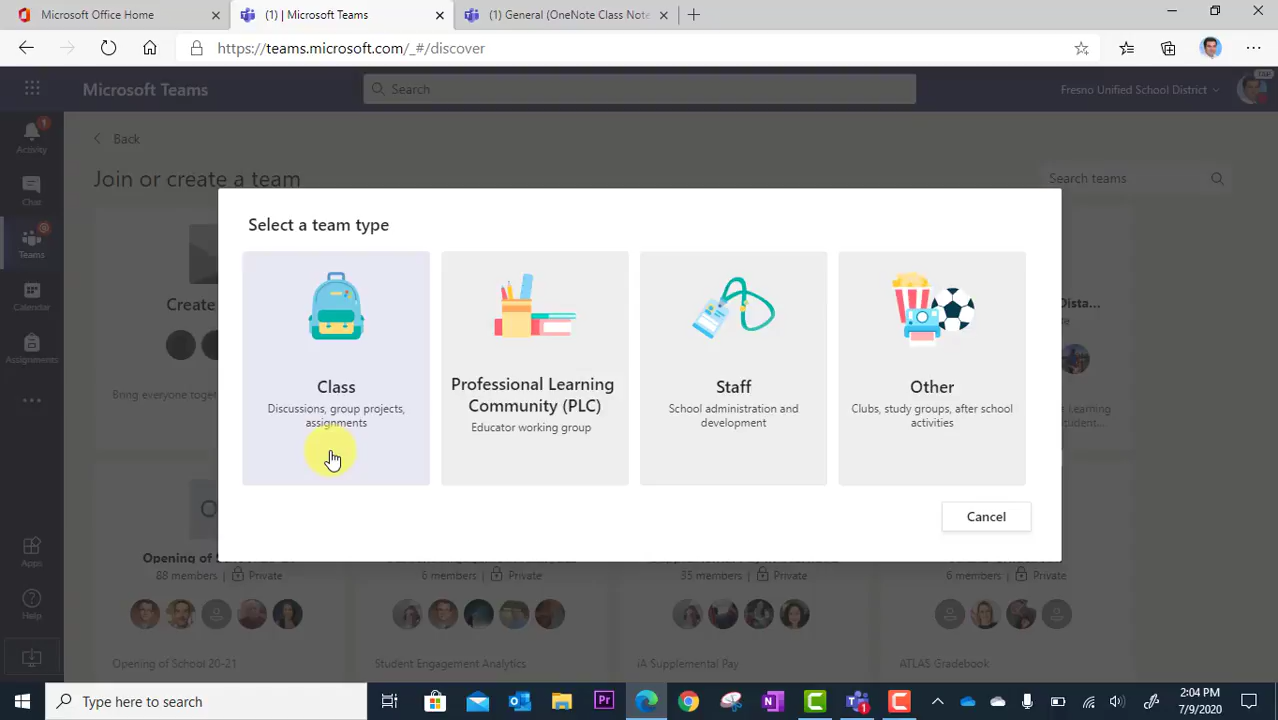 Microsoft Office Home
(1) | Microsoft Teams
(1) General (OneNote Class Note
https://teams.microsoft.com/_#/discover
Microsoft Teams
Search
Fresno Unified School District
Activity
1
Chat
Teams
Calendar
Assignments
Apps
Help
Back
Join or create a team
Search teams
Create
Bring everyone toget
Select a team type
Class
Discussions, group projects,
assignments
Professional Learning
Community (PLC)
Educator working group
Staff
School administration and
development
Other
Clubs, study groups, after school
activities
Cancel
Dista...
er Learning
tudent...
O
Opening of
88 members | Private
6 members | Private
35 members | Private
6 members | Private
Opening of School 20-21
Student Engagement Analytics
iA Supplemental Pay
ATLAS Gradebook
Type here to search
2:04 PM
7/9/2020